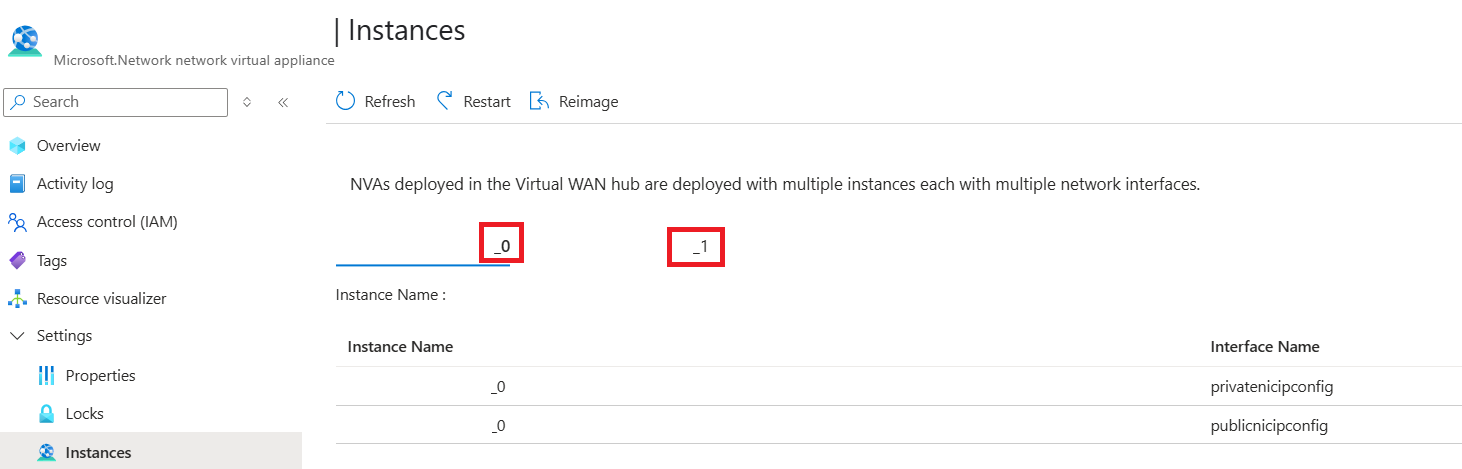 | Instances
Microsoft.Network network virtual appliance
Search
Refresh Restart Reimage
Overview
Activity log
Access control (IAM)
Tags
Resource visualizer
Settings
Properties
Locks
Instances
NVAs deployed in the Virtual WAN hub are deployed with multiple instances each with multiple network interfaces.
_0 _1
Instance Name :
Instance Name Interface Name
_0 privatenicipconfig
_0 publicnicipconfig